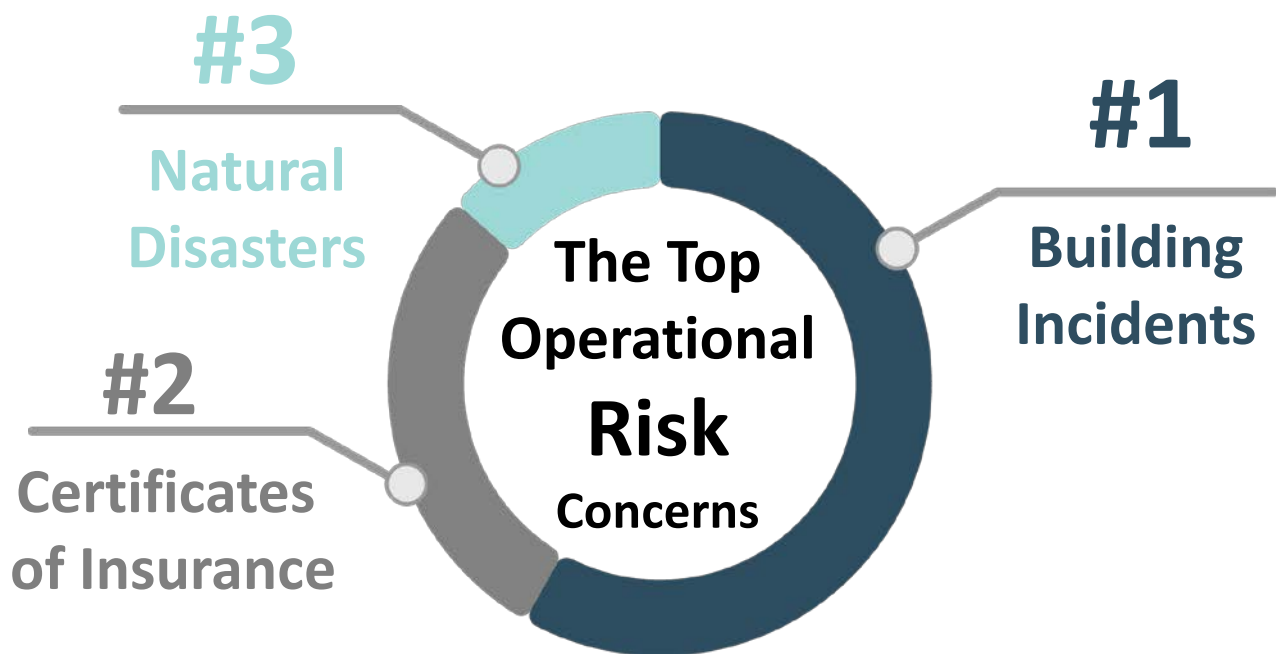 #3
Natural
Disasters
#1
Building
Incidents
The Top
Operational
Risk
Concerns
#2
Certificates
of Insurance